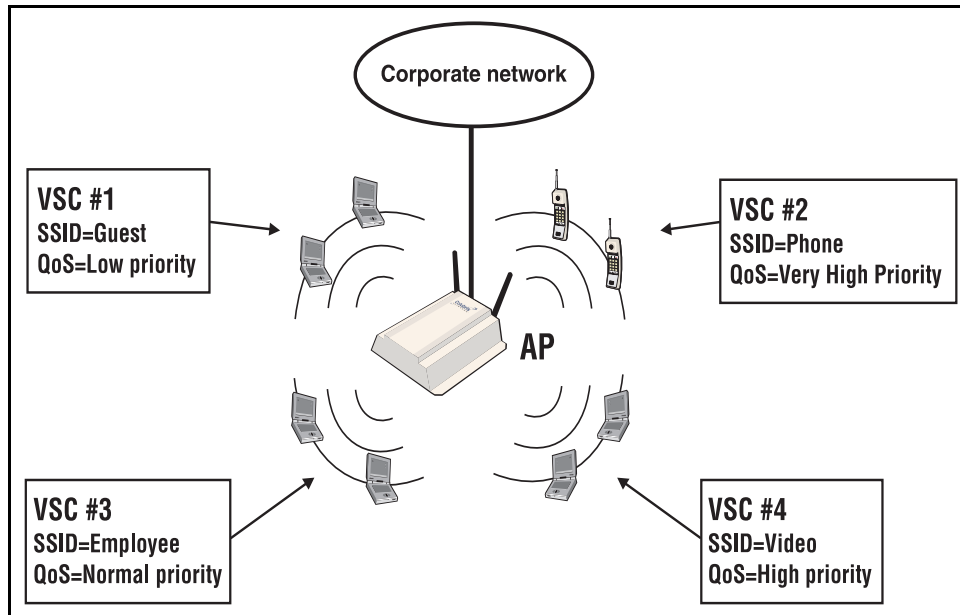 Corporate network
VSC #1
SSID=Guest
QoS=Low priority
VSC #2
SSID=Phone
QoS=Very High Priority
AP
VSC #3
SSID=Employee
QoS=Normal priority
VSC #4
SSID=Video
QoS=High priority